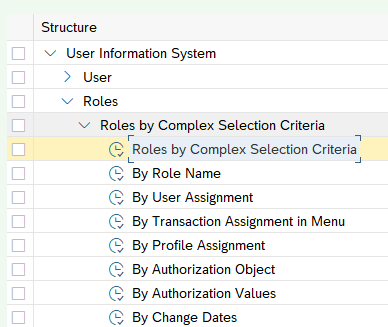 Structure
User Information System
User
Roles
Roles by Complex Selection Criteria
Roles by Complex Selection Criteria
By Role Name
By User Assignment
By Transaction Assignment in Menu
By Profile Assignment
By Authorization Object
By Authorization Values
By Change Dates